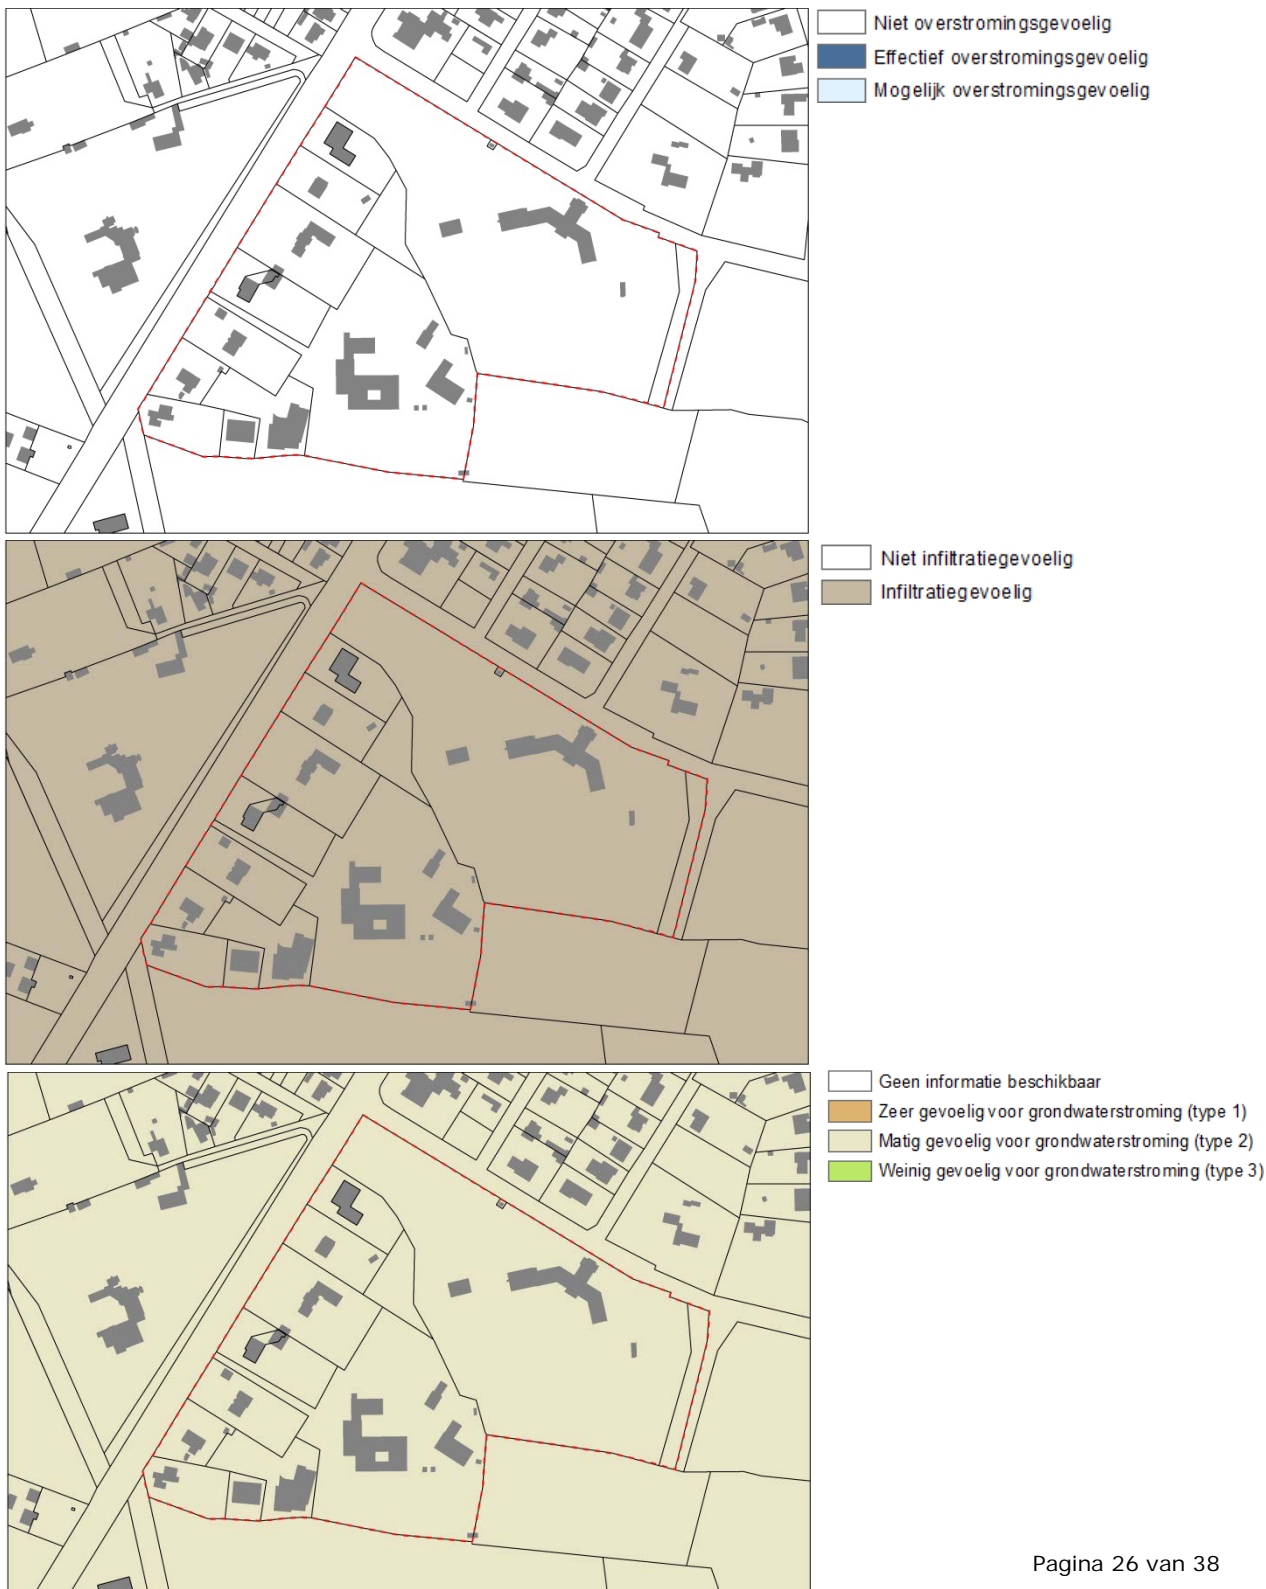 Niet overstromingsgevoelig
Effectief overstromingsgevoelig
Mogelijk overstromingsgevoelig
Niet infiltratiegevoelig
Infiltratiegevoelig
Geen informatie beschikbaar
Zeer gevoelig voor grondwaterstroming (type 1)
Matig gevoelig voor grondwaterstroming (type 2)
Weinig gevoelig voor grondwaterstroming (type 3)
Pagina 26 van 38